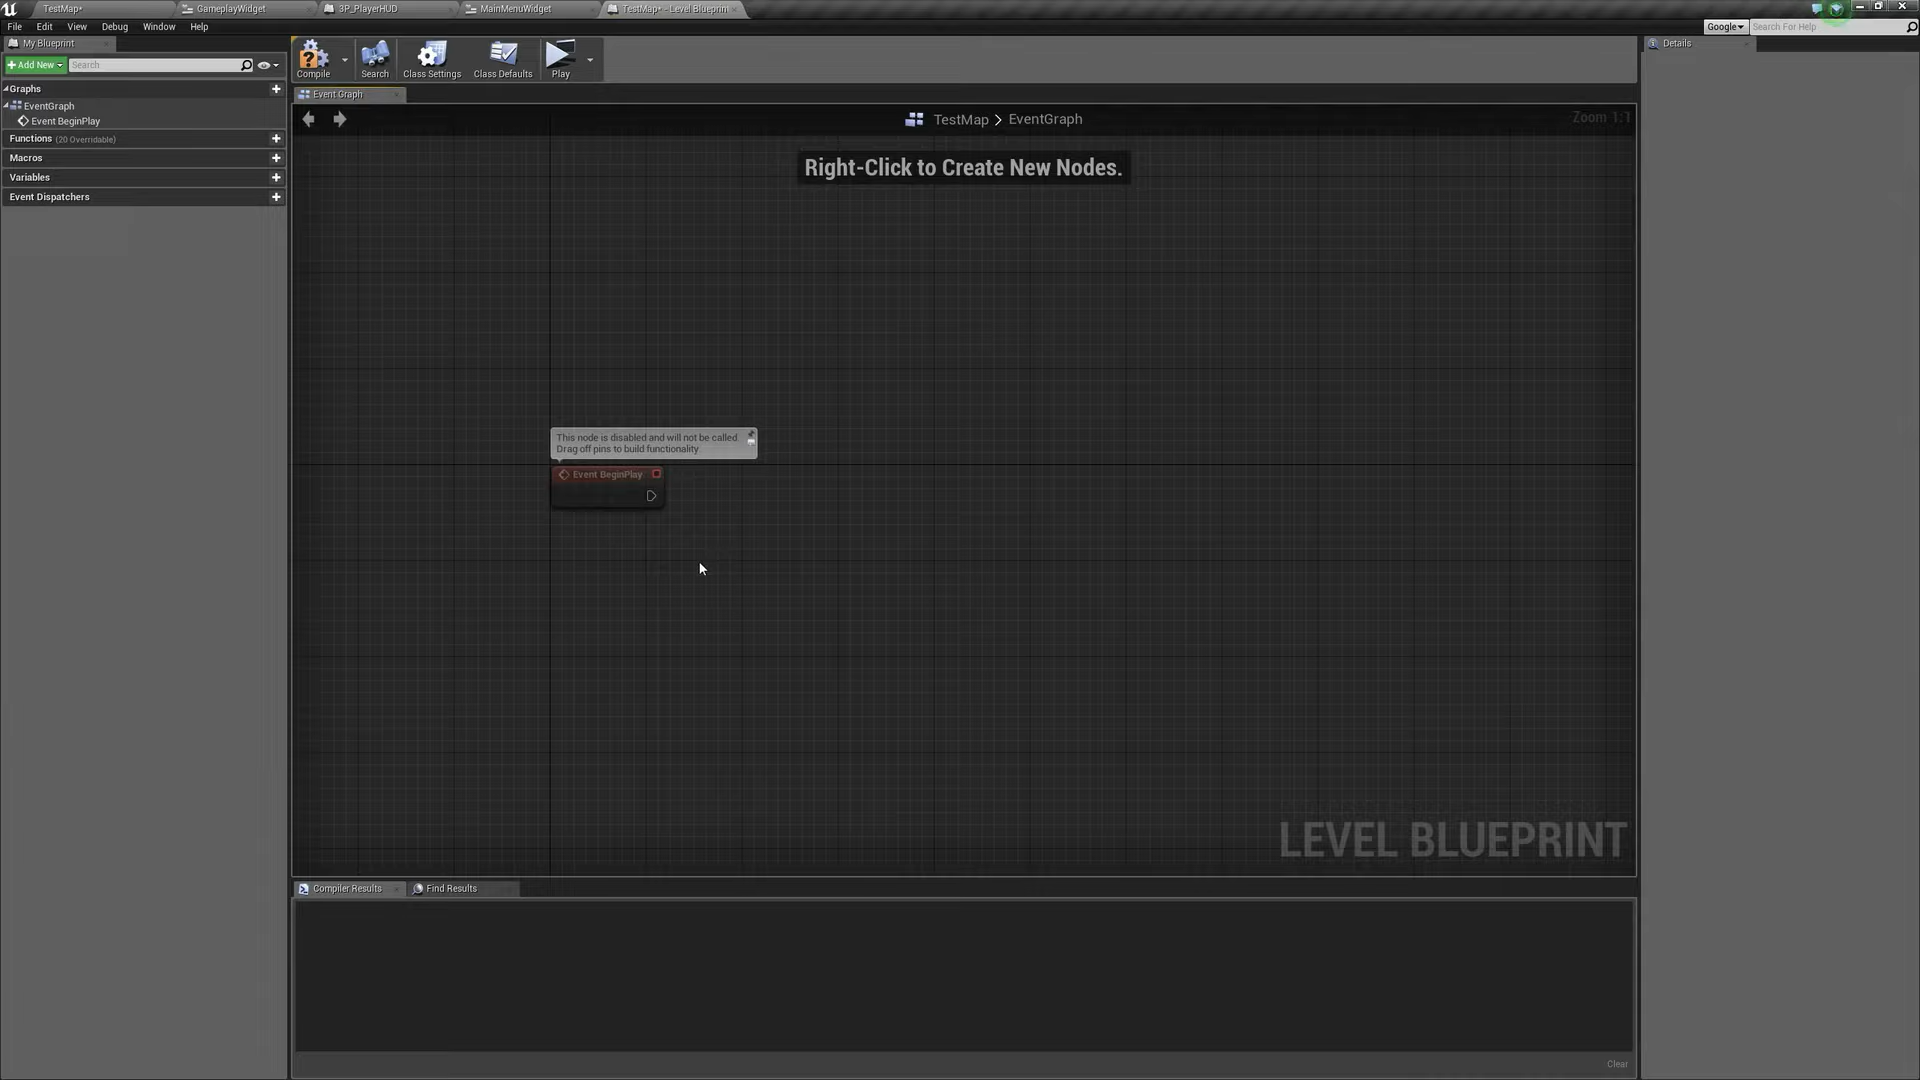 TestMap*
GameplayWidget
3P_PlayerHUD
MainMenuWidget
TestMap* - Level Blueprint
File Edit View Debug Window Help
Google
Search For Help
My Blueprint
Add New
Search
Graphs
EventGraph
Event BeginPlay
Functions (20 Overridable)
Macros
Variables
Event Dispatchers
Compile
Search
Class Settings
Class Defaults
Play
Details
Event Graph
TestMap > EventGraph
Zoom 1:1
Right-Click to Create New Nodes.
This node is disabled and will not be called.
Drag off pins to build functionality.
Event BeginPlay
LEVEL BLUEPRINT
Compiler Results
Find Results
Clear